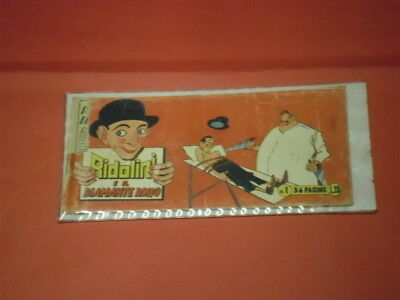 Ridolini
E IL
DIAMANTE ROSSO
N.1 36 PAGINE L.15